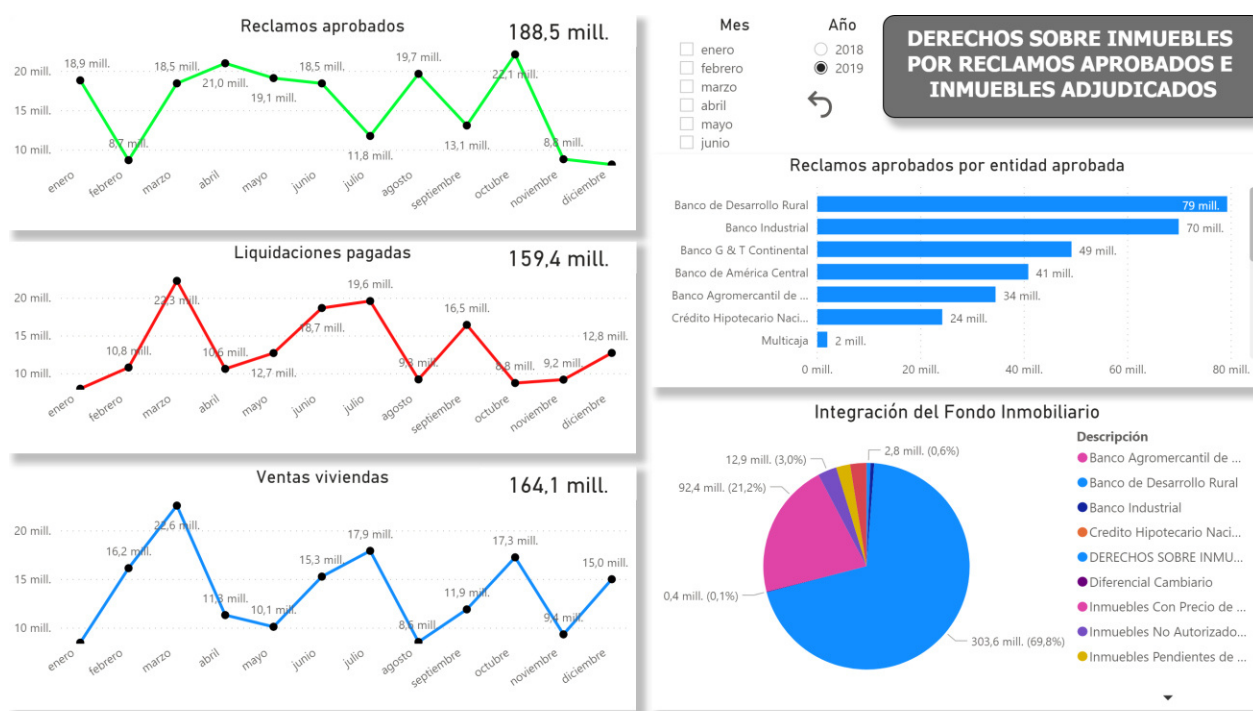 Reclamos aprobados
188,5 mill.
20 mill.
15 mill.
10 mill.
18,9 mill.
8,7 mill.
18,5 mill.
21,0 mill.
19,1 mill.
18,5 mill.
11,8 mill.
19,7 mill.
13,1 mill.
22,1 mill.
8,8 mill.
enero
febrero
marzo
abril
mayo
junio
julio
agosto
septiembre
octubre
noviembre
diciembre
Liquidaciones pagadas
159,4 mill.
20 mill.
15 mill.
10 mill.
10,8 mill.
22,3 mill.
10,6 mill.
12,7 mill.
18,7 mill.
19,6 mill.
9,3 mill.
16,5 mill.
8,8 mill.
9,2 mill.
12,8 mill.
enero
febrero
marzo
abril
mayo
junio
julio
agosto
septiembre
octubre
noviembre
diciembre
Ventas viviendas
164,1 mill.
20 mill.
15 mill.
10 mill.
16,2 mill.
22,6 mill.
11,3 mill.
10,1 mill.
15,3 mill.
17,9 mill.
8,6 mill.
11,9 mill.
17,3 mill.
9,4 mill.
15,0 mill.
enero
febrero
marzo
abril
mayo
junio
julio
agosto
septiembre
octubre
noviembre
diciembre
Mes
enero
febrero
marzo
abril
mayo
junio
Año
2018
2019
DERECHOS SOBRE INMUEBLES
POR RECLAMOS APROBADOS E
INMUEBLES ADJUDICADOS
Reclamos aprobados por entidad aprobada
Banco de Desarrollo Rural
79 mill.
Banco Industrial
70 mill.
Banco G & T Continental
49 mill.
Banco de América Central
41 mill.
Banco Agromercantil de ...
34 mill.
Crédito Hipotecario Naci...
24 mill.
Multicaja
2 mill.
0 mill.
20 mill.
40 mill.
60 mill.
80 mill.
Integración del Fondo Inmobiliario
2,8 mill. (0,6%)
12,9 mill. (3,0%)
92,4 mill. (21,2%)
0,4 mill. (0,1%)
303,6 mill. (69,8%)
Descripción
Banco Agromercantil de ...
Banco de Desarrollo Rural
Banco Industrial
Credito Hipotecario Naci...
DERECHOS SOBRE INMU...
Diferencial Cambiario
Inmuebles Con Precio de ...
Inmuebles No Autorizado...
Inmuebles Pendientes de ...